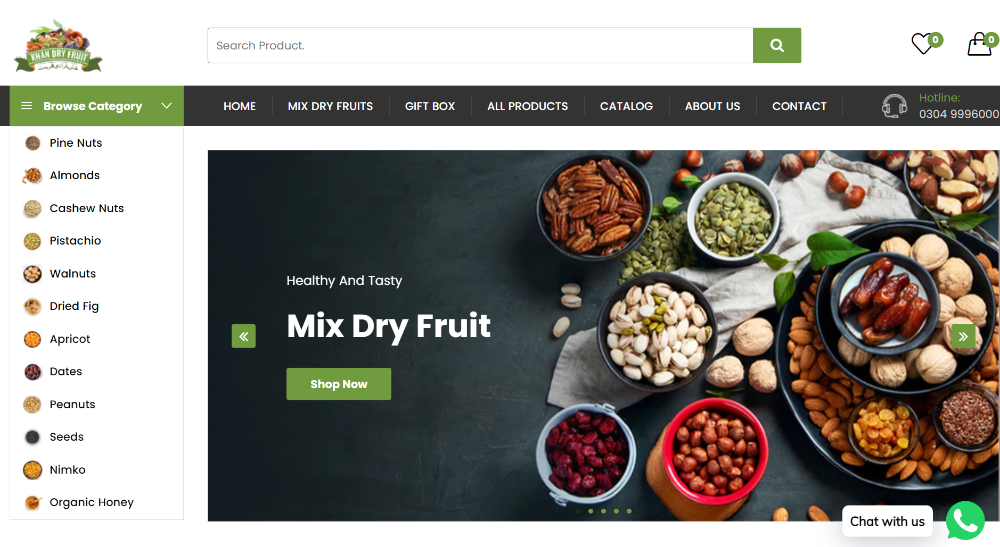 KHAN DRY FRUIT
Search Product.
0
0
Browse Category
HOME
MIX DRY FRUITS
GIFT BOX
ALL PRODUCTS
CATALOG
ABOUT US
CONTACT
Hotline:
0304 9996000
Pine Nuts
Almonds
Cashew Nuts
Pistachio
Walnuts
Dried Fig
Apricot
Dates
Peanuts
Seeds
Nimko
Organic Honey
Healthy And Tasty
Mix Dry Fruit
Shop Now
Chat with us